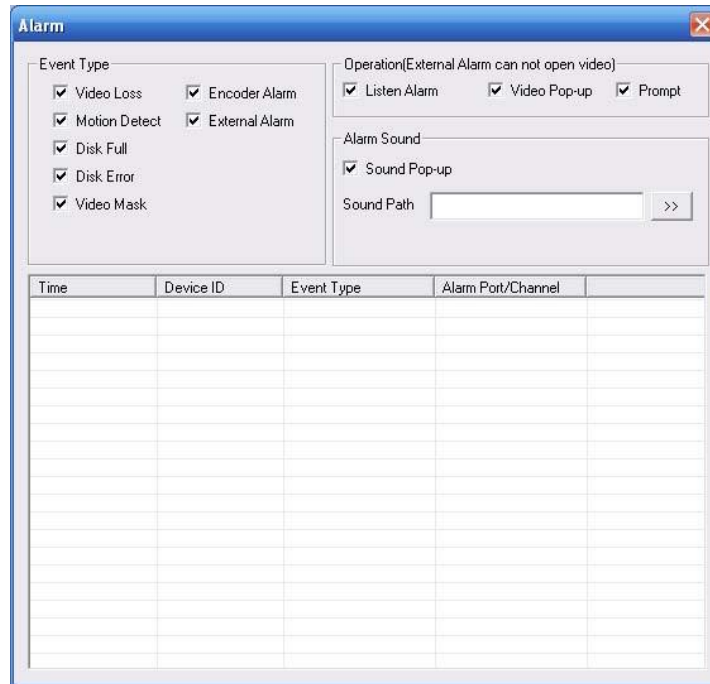 Alarm
Event Type
Video Loss
Encoder Alarm
Motion Detect
External Alarm
Disk Full
Disk Error
Video Mask
Operation(External Alarm can not open video)
Listen Alarm
Video Pop-up
Prompt
Alarm Sound
Sound Pop-up
Sound Path
>>
Time
Device ID
Event Type
Alarm Port/Channel